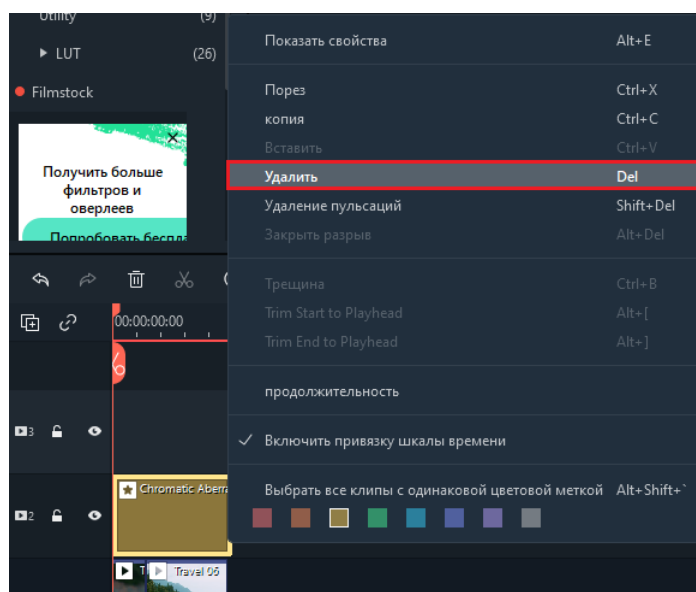 Utility (9)
LUT (26)
Filmstock
Получить больше
фильтров и
оверлеев
Попробовать
00:00:00:00
3
2
Chromatic
Travel 05
Показать свойства Alt+E
Порез Ctrl+X
копия Ctrl+C
Вставить Ctrl+V
Удалить Del
Удаление пульсаций Shift+Del
Закрыть разрыв Alt+Del
Трещина Ctrl+B
Trim Start to Playhead Alt+[
Trim End to Playhead Alt+]
продолжительность
Включить привязку шкалы времени
Выбрать все клипы с одинаковой цветовой меткой Alt+Shift+`